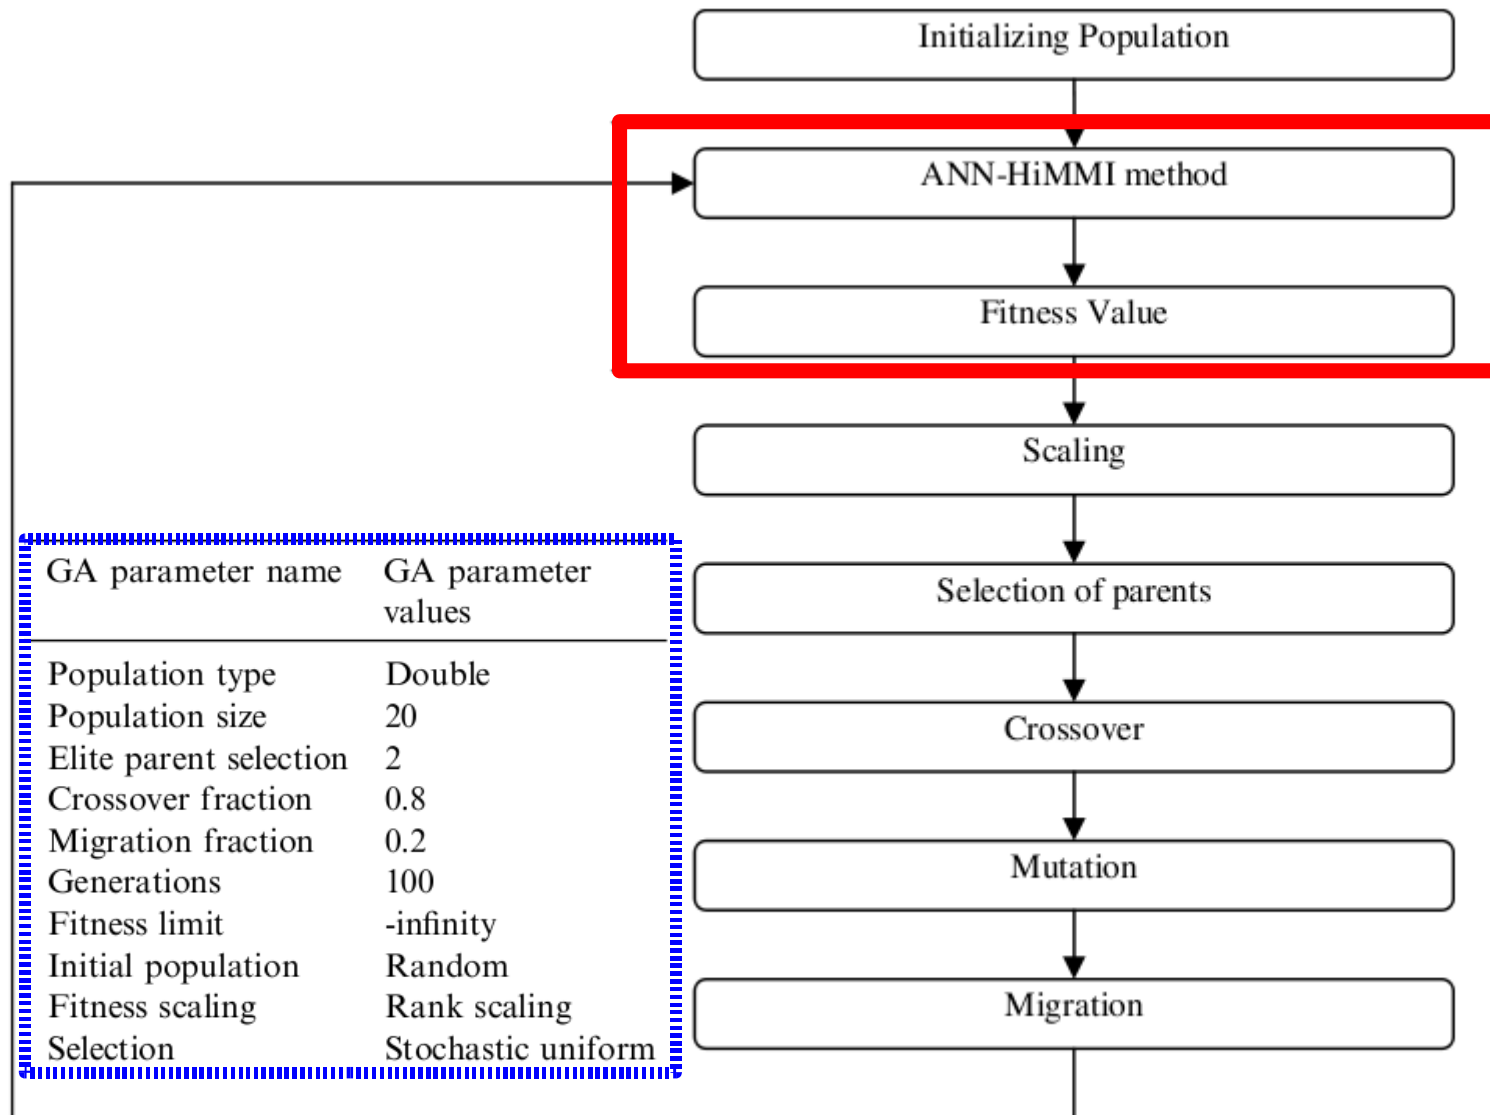 Initializing Population
ANN-HiMMI method
Fitness Value
Scaling
Selection of parents
Crossover
Mutation
Migration
GA parameter name GA parameter
values
Population type Double
Population size 20
Elite parent selection 2
Crossover fraction 0.8
Migration fraction 0.2
Generations 100
Fitness limit -infinity
Initial population Random
Fitness scaling Rank scaling
Selection Stochastic uniform